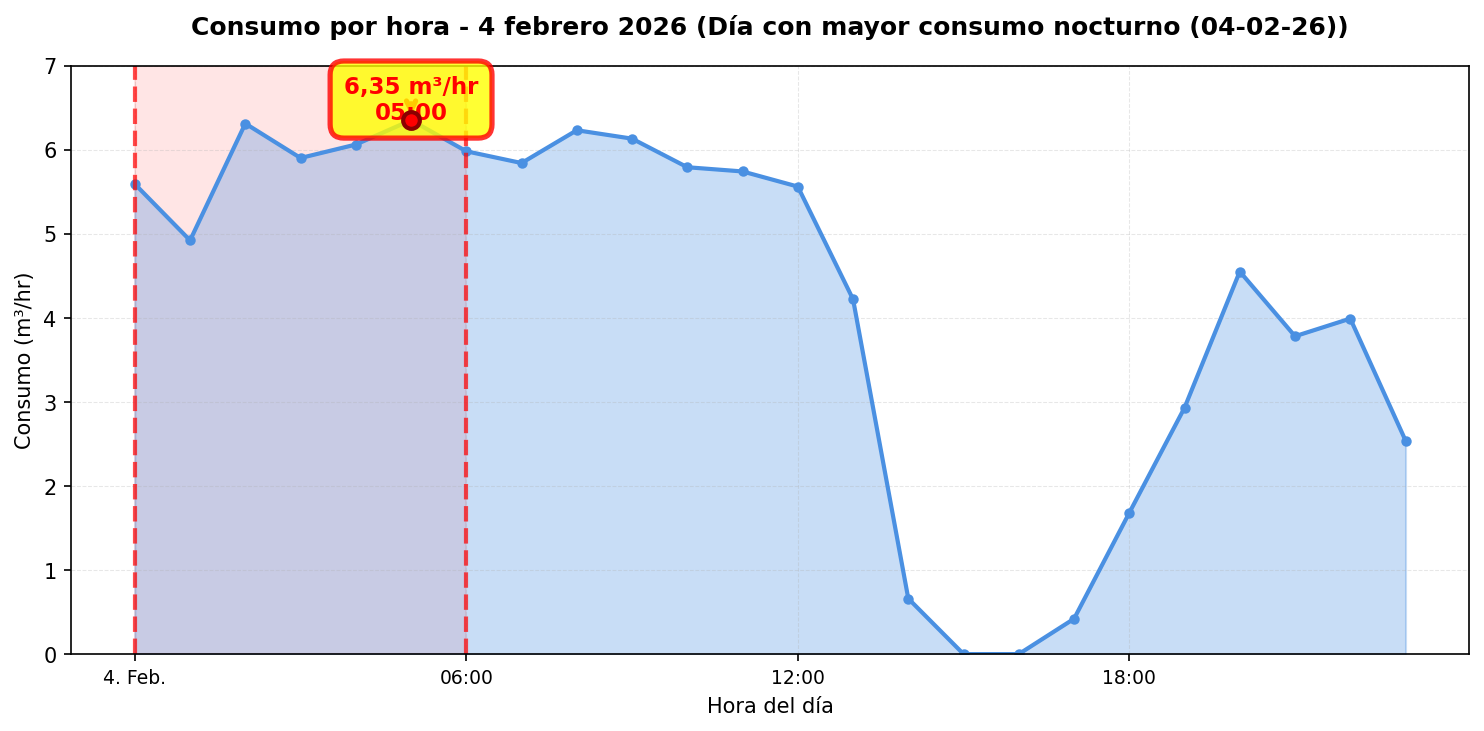 Consumo por hora - 4 febrero 2026 (Día con mayor consumo nocturno (04-02-26))
7
6
5
4
3
2
1
0
Consumo (m³/hr)
6,35 m³/hr
05:00
4. Feb.
06:00
12:00
18:00
Hora del día